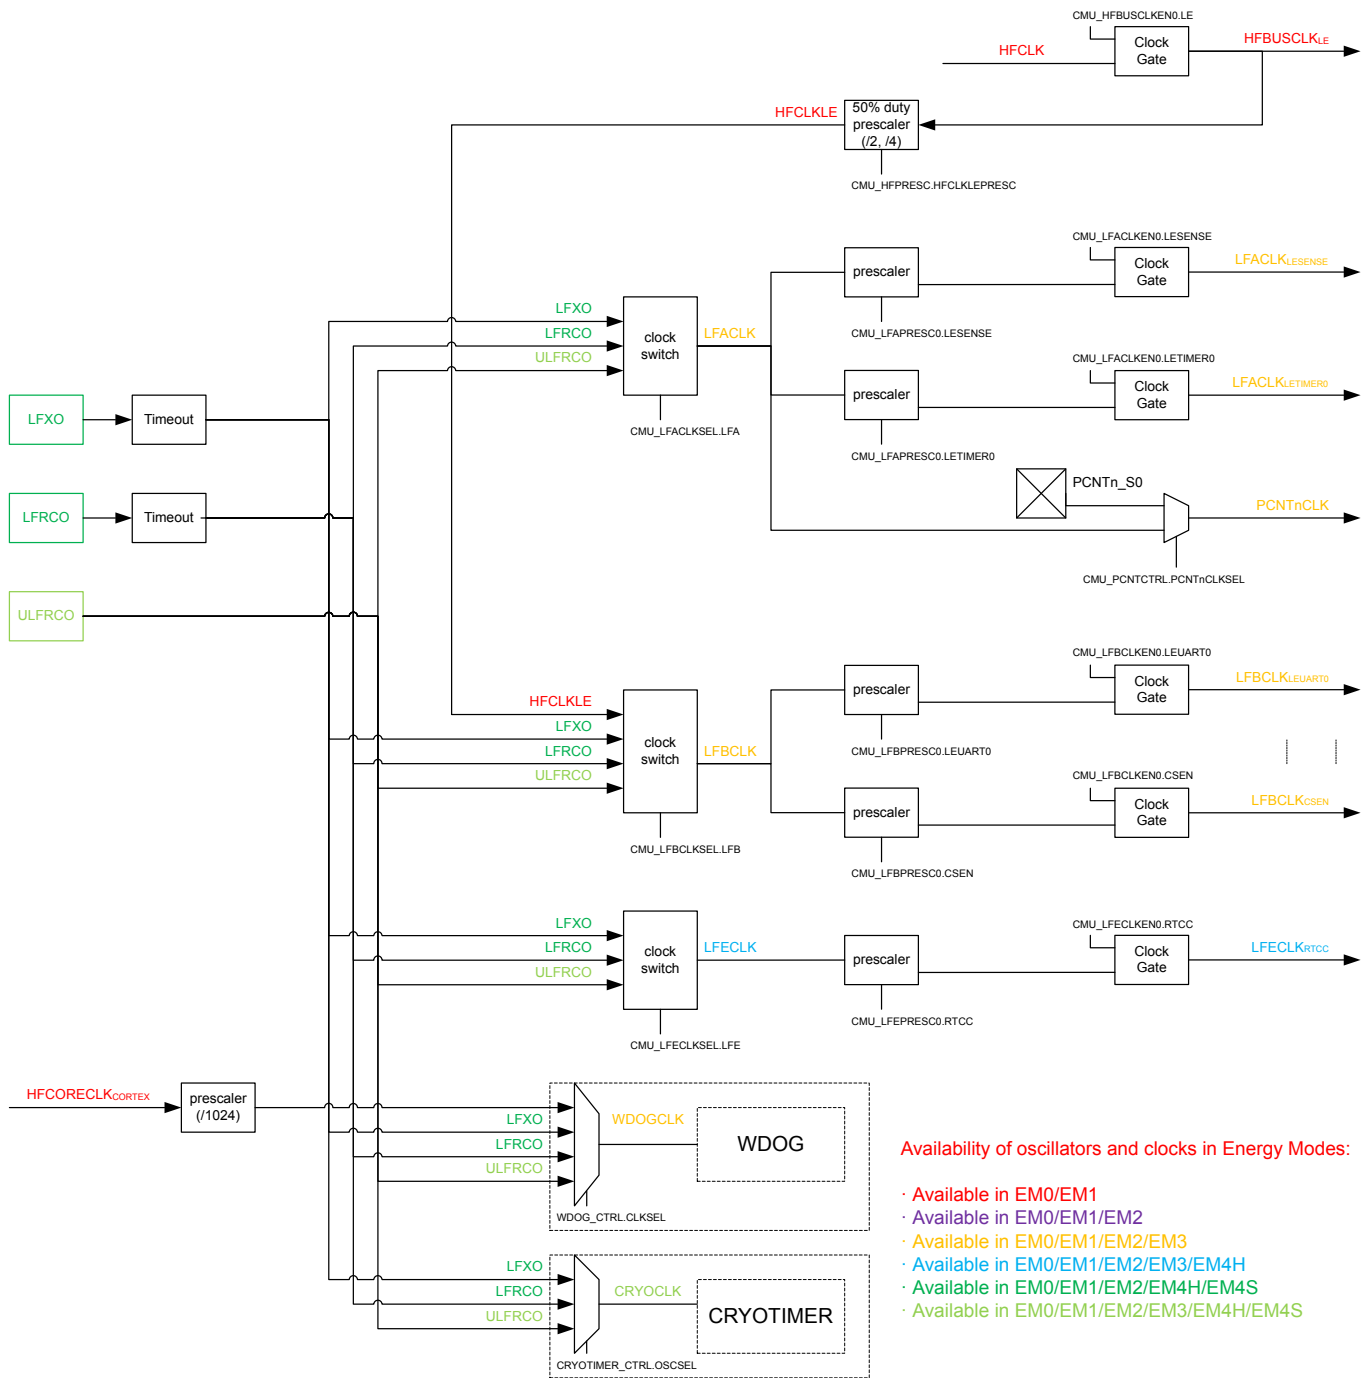 CMU_HFBUSCLKEN0.LE
HFCLK
Clock
Gate
HFBUSCLKLE
HFCLKLE
50% duty
prescaler
(/2, /4)
CMU_HFPRESC.HFCLKLEPRESC
CMU_LFACLKEN0.LESENSE
prescaler
Clock
Gate
LFACLKLESENSE
LFXO
LFRCO
ULFRCO
clock
switch
LFACLK
CMU_LFAPRESC0.LESENSE
CMU_LFACLKEN0.LETIMER0
prescaler
Clock
Gate
LFACLKLETIMER0
CMU_LFACLKSEL.LFA
CMU_LFAPRESC0.LETIMER0
LFXO
Timeout
PCNTn_S0
PCNTnCLK
LFRCO
Timeout
CMU_PCNTCTRL.PCNTnCLKSEL
ULFRCO
CMU_LFBCLKEN0.LEUART0
prescaler
Clock
Gate
LFBCLKLEUART0
HFCLKLE
LFXO
LFRCO
ULFRCO
clock
switch
LFBCLK
CMU_LFBPRESC0.LEUART0
CMU_LFBCLKEN0.CSEN
prescaler
Clock
Gate
LFBCLKCSEN
CMU_LFBCLKSEL.LFB
CMU_LFBPRESC0.CSEN
LFXO
LFRCO
ULFRCO
clock
switch
LFECLK
prescaler
CMU_LFECLKEN0.RTCC
Clock
Gate
LFECLKRTCC
CMU_LFEPRESC0.RTCC
CMU_LFECLKSEL.LFE
HFCORECLKCORTEX
prescaler
(/1024)
LFXO
LFRCO
ULFRCO
WDOGCLK
WDOG
WDOG_CTRL.CLKSEL
LFXO
LFRCO
ULFRCO
CRYOCLK
CRYOTIMER
CRYOTIMER_CTRL.OSCSEL
Availability of oscillators and clocks in Energy Modes:
· Available in EM0/EM1
· Available in EM0/EM1/EM2
· Available in EM0/EM1/EM2/EM3
· Available in EM0/EM1/EM2/EM3/EM4H
· Available in EM0/EM1/EM2/EM4H/EM4S
· Available in EM0/EM1/EM2/EM3/EM4H/EM4S